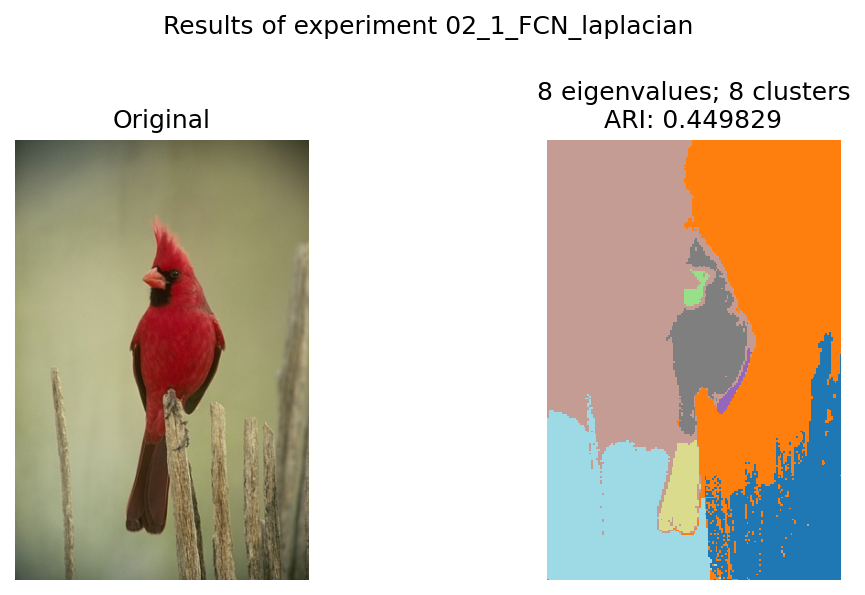 Results of experiment 02_1_FCN_laplacian
Original
8 eigenvalues; 8 clusters
ARI: 0.449829